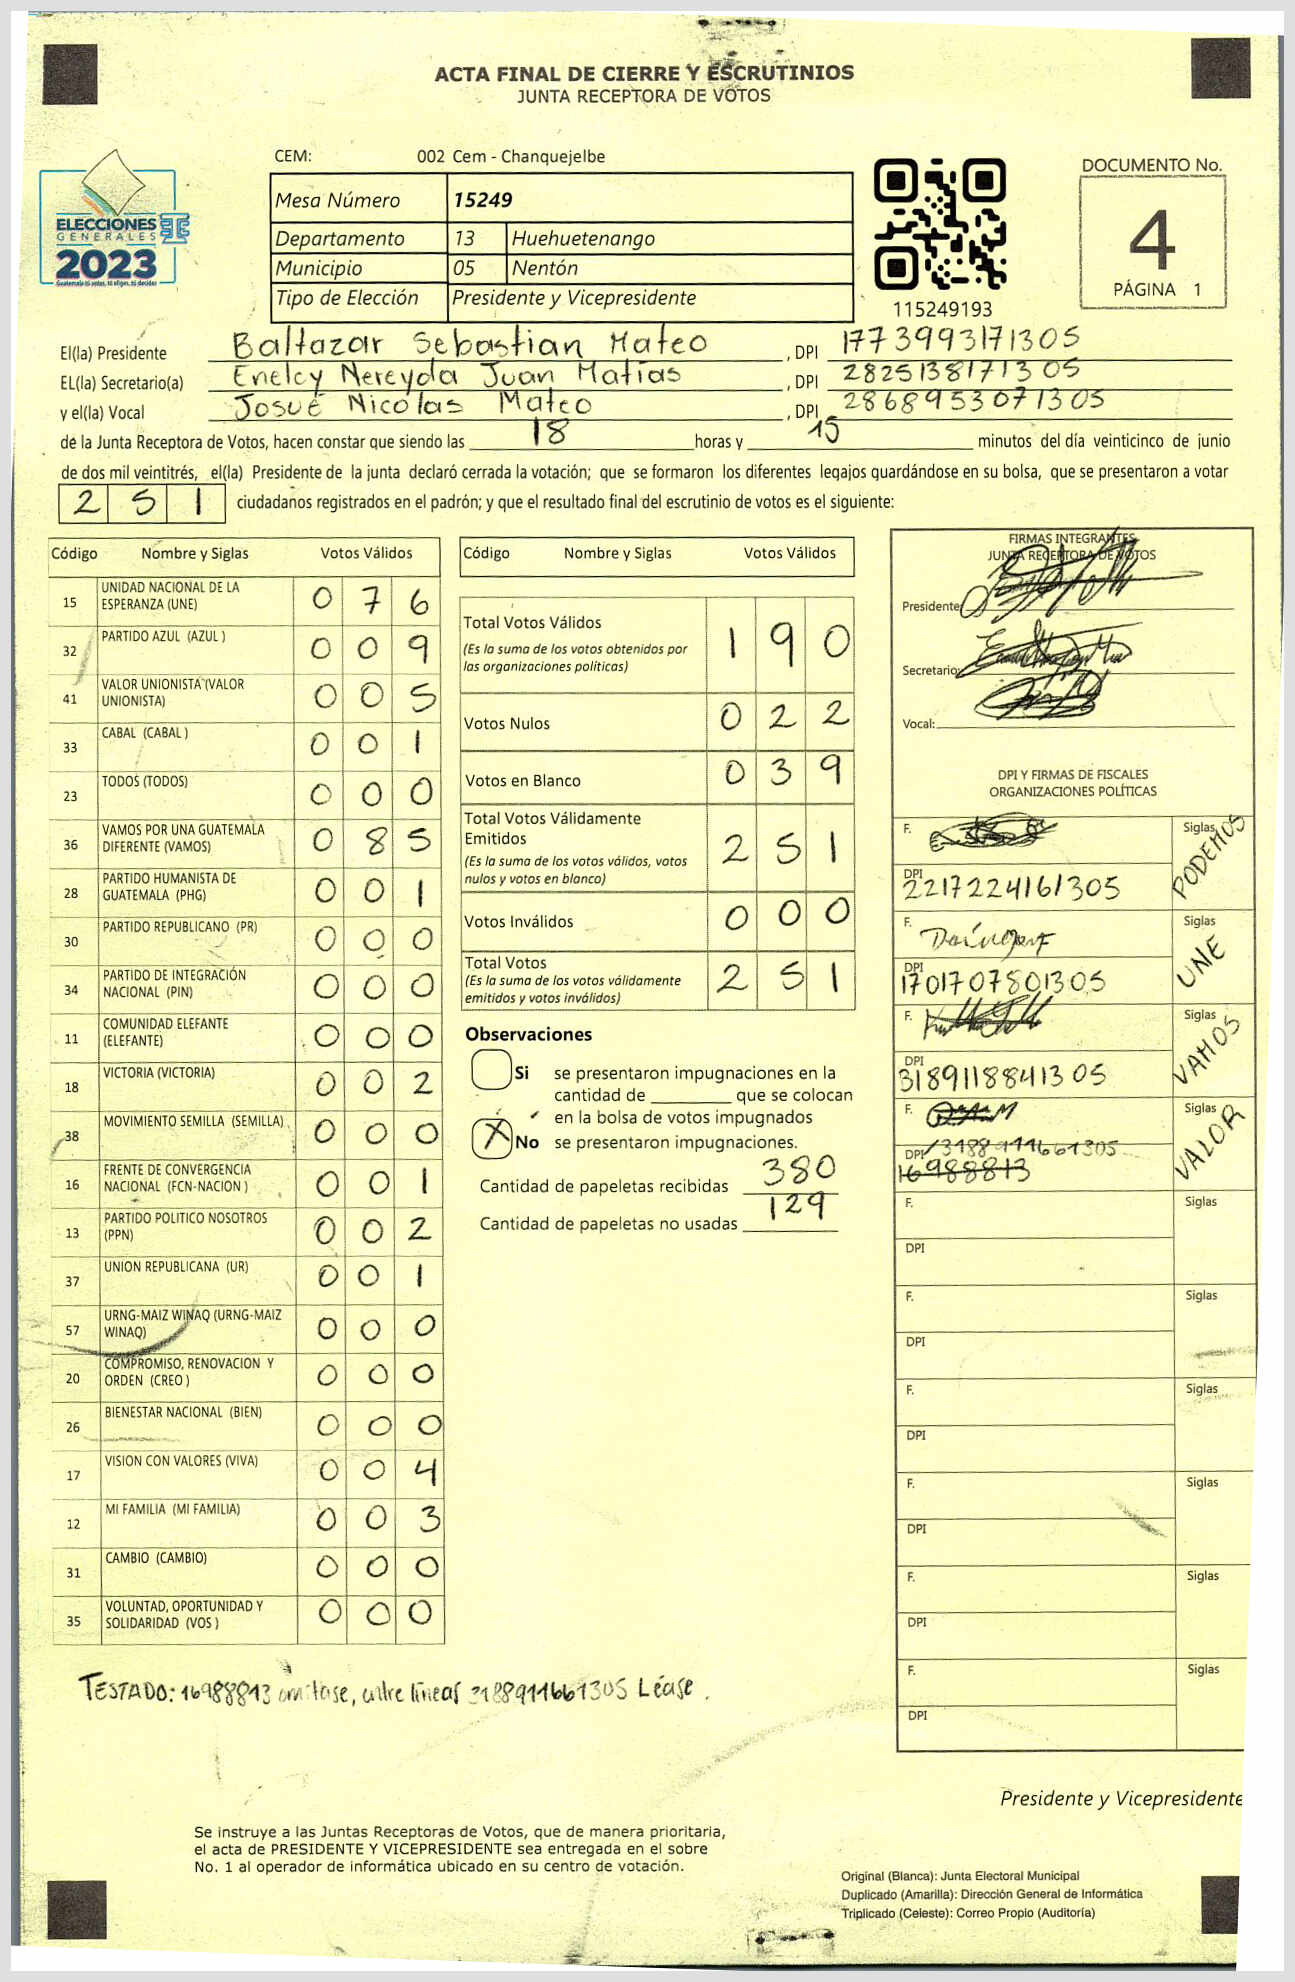 ACTA FINAL DE CIERRE Y ESCRUTINIOS
JUNTA RECEPTORA DE VOTOS
ELECCIONES
GENERALES
2023
Guatemala tú votas, tú eliges, tú decides
CEM: 002 Cem - Chanquejelbe
Mesa Número 15249
Departamento 13 Huehuetenango
Municipio 05 Nentón
Tipo de Elección Presidente y Vicepresidente
115249193
DOCUMENTO No.
4
PÁGINA 1
El(la) Presidente Baltazar Sebastian Mateo , DPI 1773993171305
EL(la) Secretario(a) Enelcy Nereyda Juan Matías , DPI 2825138171305
y el(la) Vocal Josué Nicolas Mateo , DPI 2868953071305
de la Junta Receptora de Votos, hacen constar que siendo las 18 horas y 15 minutos del día veinticinco de junio
de dos mil veintitrés, el(la) Presidente de la junta declaró cerrada la votación; que se formaron los diferentes legajos quardándose en su bolsa, que se presentaron a votar
251 ciudadanos registrados en el padrón; y que el resultado final del escrutinio de votos es el siguiente:
Código Nombre y Siglas Votos Válidos
15 UNIDAD NACIONAL DE LA ESPERANZA (UNE) 0 7 6
32 PARTIDO AZUL (AZUL ) 0 0 9
41 VALOR UNIONISTA (VALOR UNIONISTA) 0 0 5
33 CABAL (CABAL ) 0 0 1
23 TODOS (TODOS) 0 0 0
36 VAMOS POR UNA GUATEMALA DIFERENTE (VAMOS) 0 8 5
28 PARTIDO HUMANISTA DE GUATEMALA (PHG) 0 0 1
30 PARTIDO REPUBLICANO (PR) 0 0 0
34 PARTIDO DE INTEGRACIÓN NACIONAL (PIN) 0 0 0
11 COMUNIDAD ELEFANTE (ELEFANTE) 0 0 0
18 VICTORIA (VICTORIA) 0 0 2
38 MOVIMIENTO SEMILLA (SEMILLA) 0 0 0
16 FRENTE DE CONVERGENCIA NACIONAL (FCN-NACION ) 0 0 1
13 PARTIDO POLITICO NOSOTROS (PPN) 0 0 2
37 UNION REPUBLICANA (UR) 0 0 1
57 URNG-MAIZ WINAQ (URNG-MAIZ WINAQ) 0 0 0
20 COMPROMISO, RENOVACION Y ORDEN (CREO ) 0 0 0
26 BIENESTAR NACIONAL (BIEN) 0 0 0
17 VISION CON VALORES (VIVA) 0 0 4
12 MI FAMILIA (MI FAMILIA) 0 0 3
31 CAMBIO (CAMBIO) 0 0 0
35 VOLUNTAD, OPORTUNIDAD Y SOLIDARIDAD (VOS ) 0 0 0
Código Nombre y Siglas Votos Válidos
Total Votos Válidos 1 9 0
(Es la suma de los votos obtenidos por
las organizaciones politicas)
Votos Nulos 0 2 2
Votos en Blanco 0 3 9
Total Votos Válidamente
Emitidos 2 5 1
(Es la suma de los votos válidos, votos
nulos y votos en blanco)
Votos Inválidos 0 0 0
Total Votos 2 5 1
(Es la suma de los votos válidamente
emitidos y votos inválidos)
Observaciones
Si se presentaron impugnaciones en la
cantidad de ________ que se colocan
en la bolsa de votos impugnados
X No se presentaron impugnaciones.
Cantidad de papeletas recibidas 380
Cantidad de papeletas no usadas 129
FIRMAS INTEGRANTES
JUNTA RECEPTORA DE VOTOS
Presidente:
Secretario:
Vocal:
DPI Y FIRMAS DE FISCALES
ORGANIZACIONES POLÍTICAS
F. Siglas PODEMOS
DPI 2217224161305
F. Siglas UNE
DPI 1701707801305
F. Siglas VAMOS
DPI 3189118841305
F. Siglas VALOR
DPI 3188911661305
16988813
F. Siglas
DPI
F. Siglas
DPI
F. Siglas
DPI
F. Siglas
DPI
F. Siglas
DPI
F. Siglas
DPI
TESTADO: 16988813 omitase, entre líneas 3188911661305 Léase.
Presidente y Vicepresidente
Se instruye a las Juntas Receptoras de Votos, que de manera prioritaria,
el acta de PRESIDENTE Y VICEPRESIDENTE sea entregada en el sobre
No. 1 al operador de informática ubicado en su centro de votación.
Original (Blanca): Junta Electoral Municipal
Duplicado (Amarilla): Dirección General de Informática
Triplicado (Celeste): Correo Propio (Auditoría)